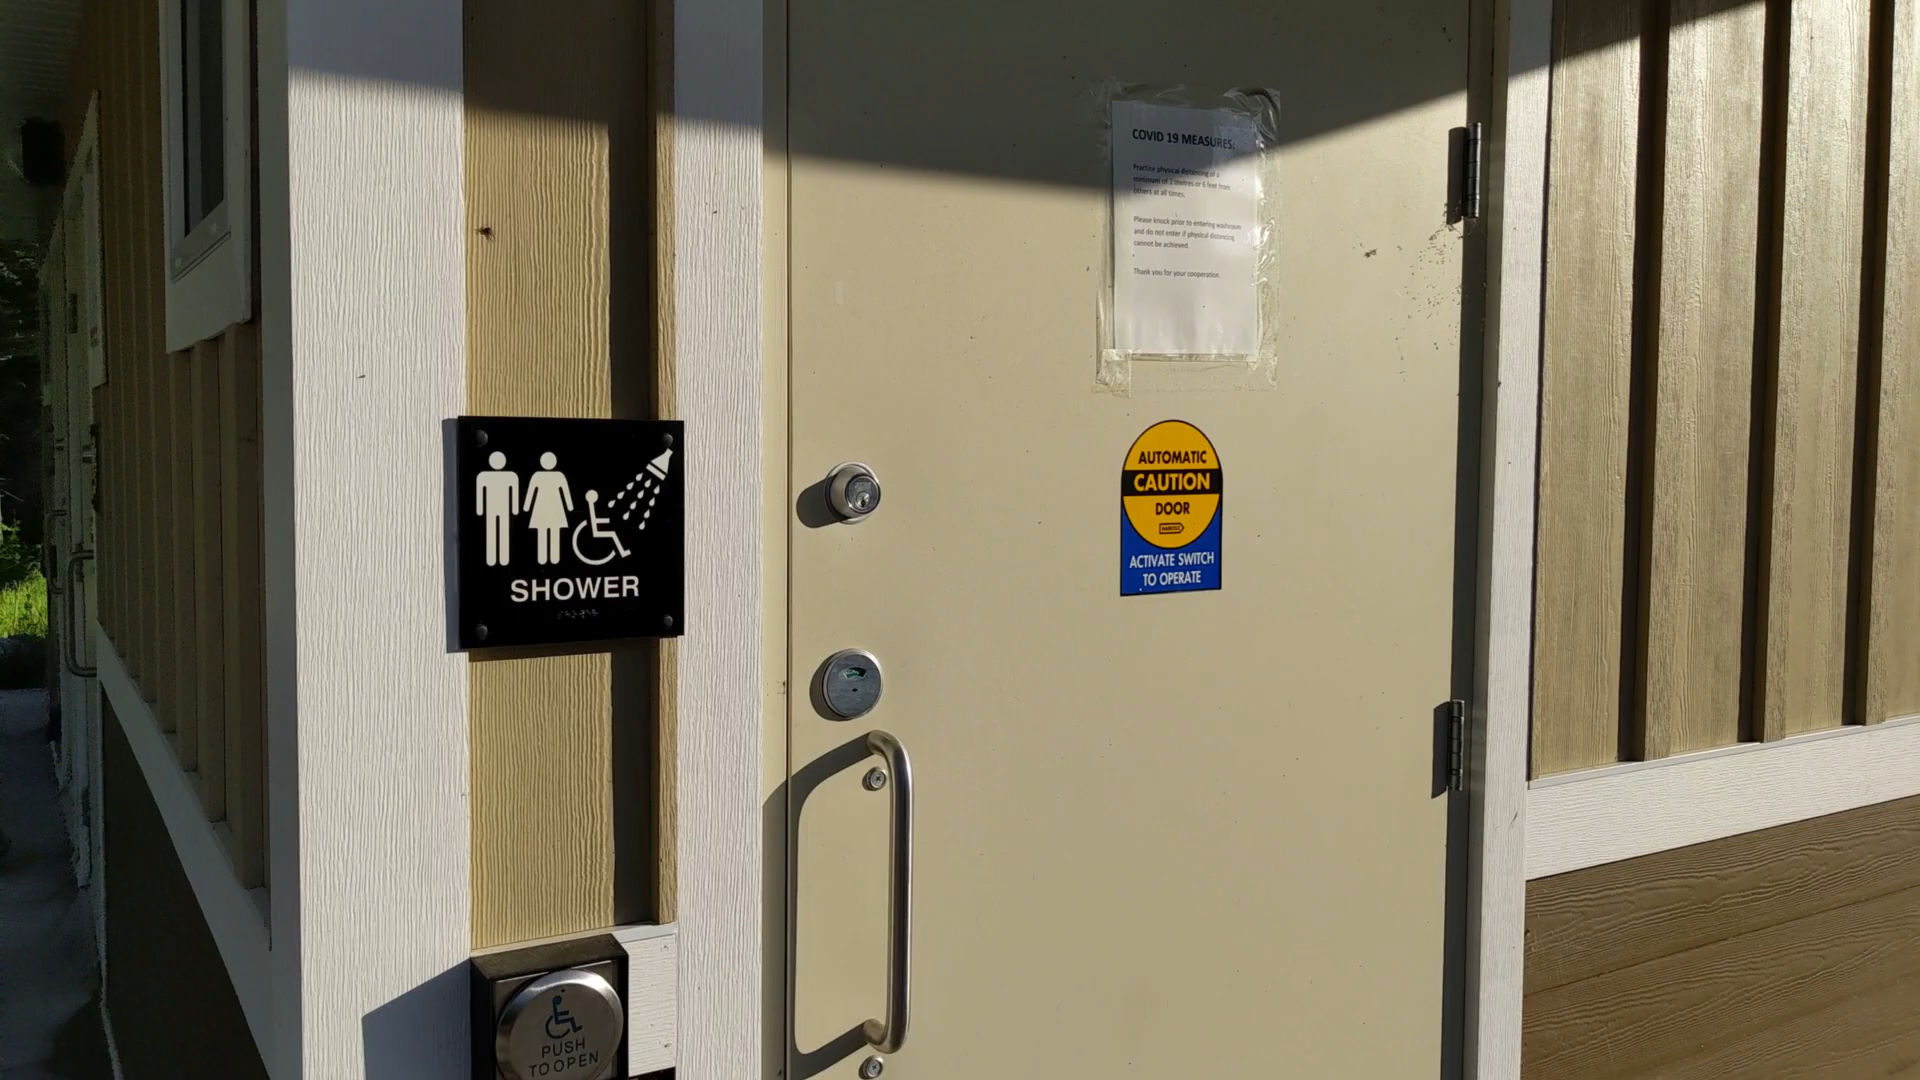 COVID 19 MEASURES:
Practice physical distancing of a
minimum of 2 metres or 6 feet from
others at all times.
Please knock prior to entering washroom
and do not enter if physical distancing
cannot be achieved.
Thank you for your cooperation.
AUTOMATIC
CAUTION
DOOR
ACTIVATE SWITCH
TO OPERATE
SHOWER
PUSH
TO OPEN